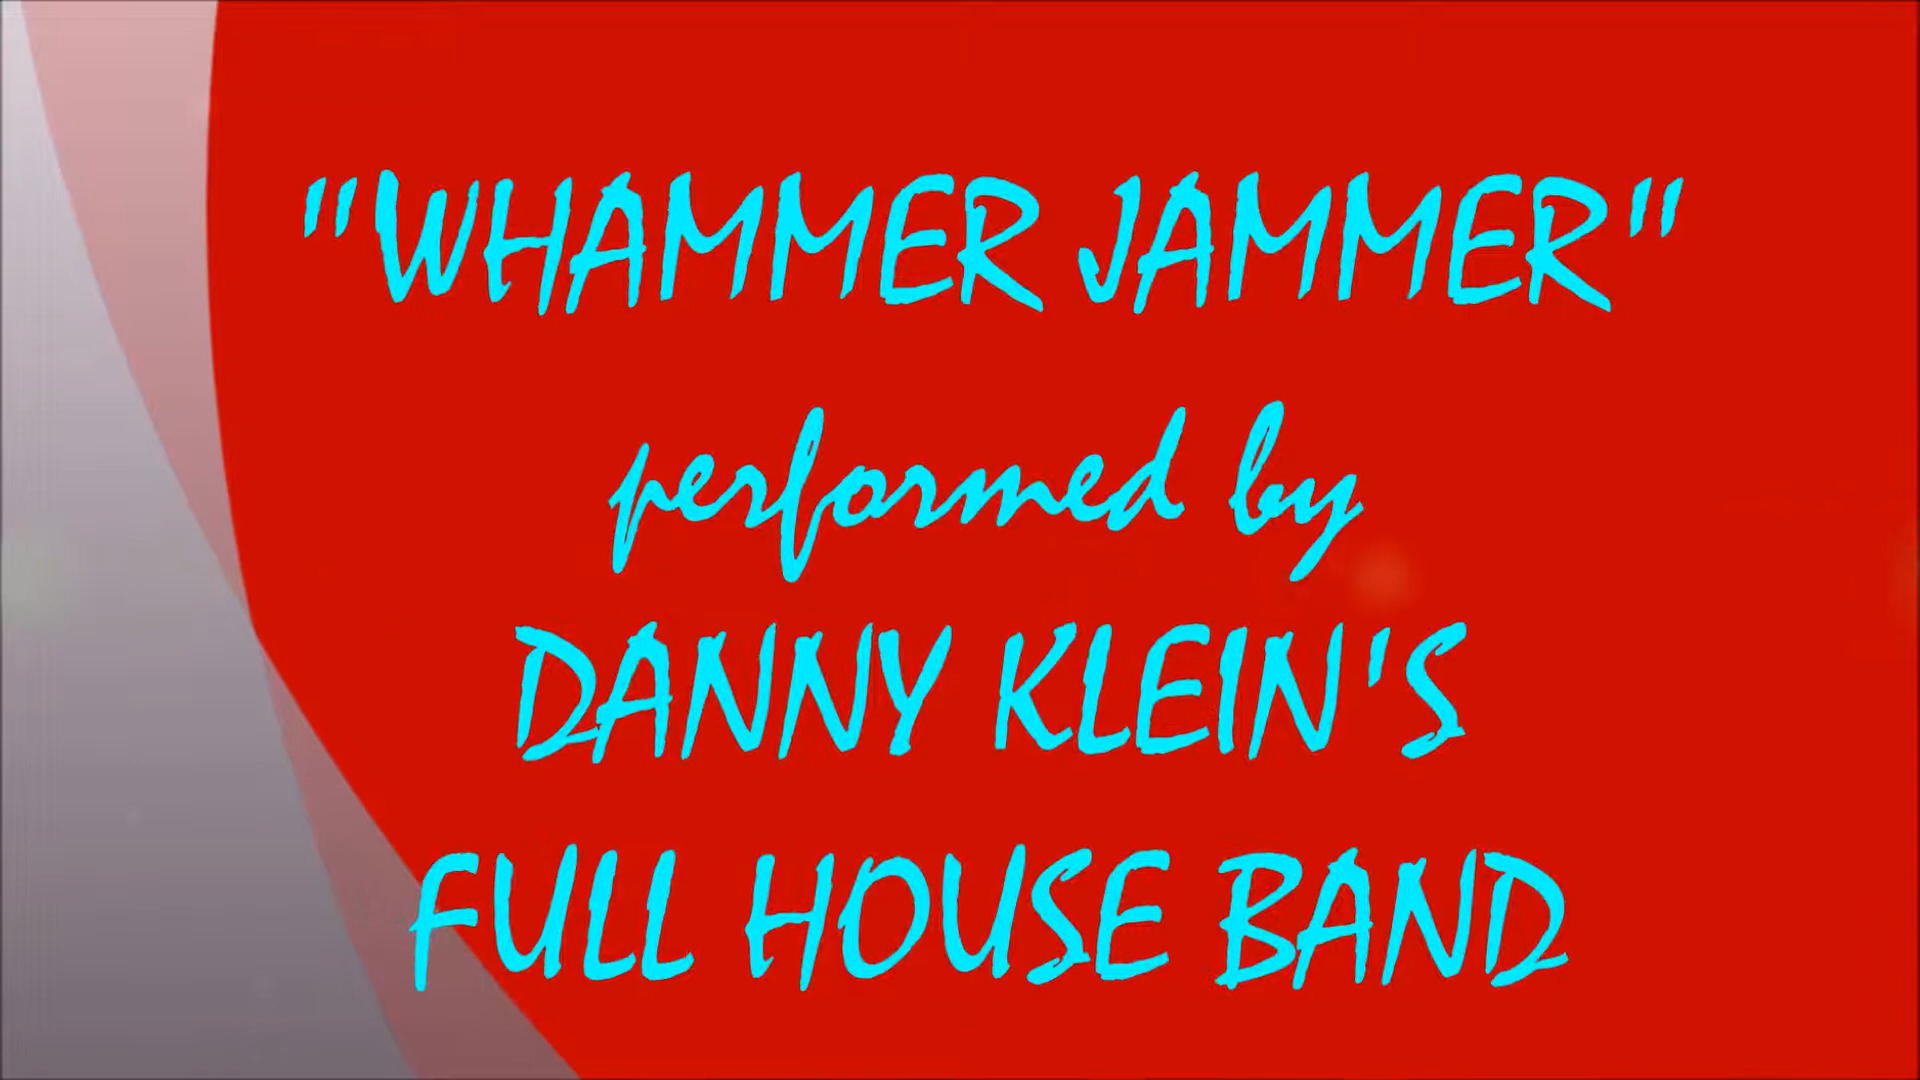 "WHAMMER JAMMER"
performed by
DANNY KLEIN'S
FULL HOUSE BAND